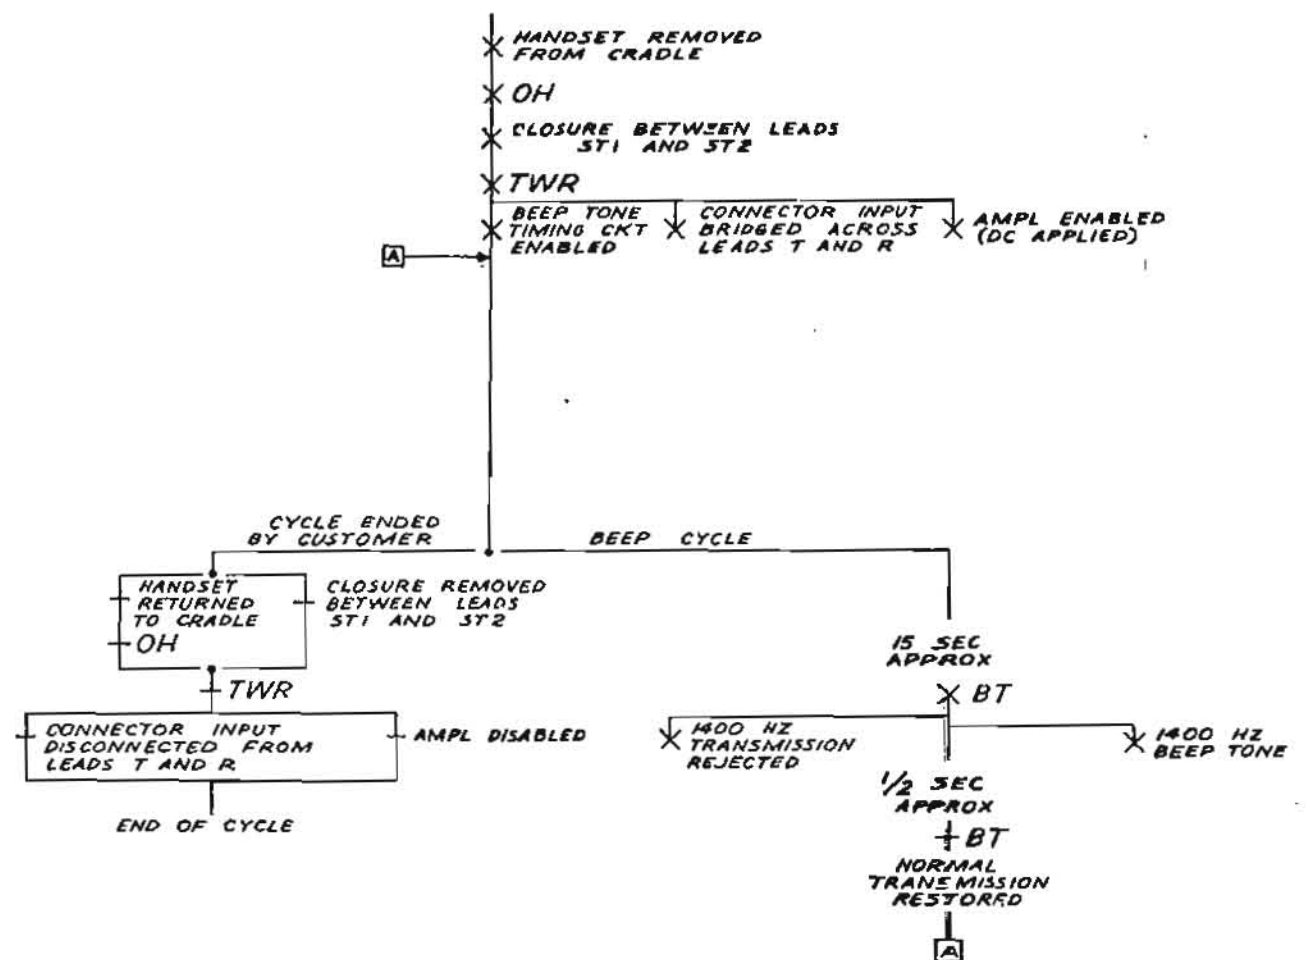 HANDSET REMOVED
FROM CRADLE
OH
CLOSURE BETWEEN LEADS
ST1 AND ST2
TWR
BEEP TONE
TIMING CKT
ENABLED
CONNECTOR INPUT
BRIDGED ACROSS
LEADS T AND R
AMPL ENABLED
(DC APPLIED)
A
CYCLE ENDED
BY CUSTOMER
BEEP CYCLE
HANDSET
RETURNED
TO CRADLE
OH
CLOSURE REMOVED
BETWEEN LEADS
ST1 AND ST2
TWR
CONNECTOR INPUT
DISCONNECTED FROM
LEADS T AND R
AMPL DISABLED
END OF CYCLE
15 SEC
APPROX
BT
1400 HZ
TRANSMISSION
REJECTED
1400 HZ
BEEP TONE
1/2 SEC
APPROX
BT
NORMAL
TRANSMISSION
RESTORED
A